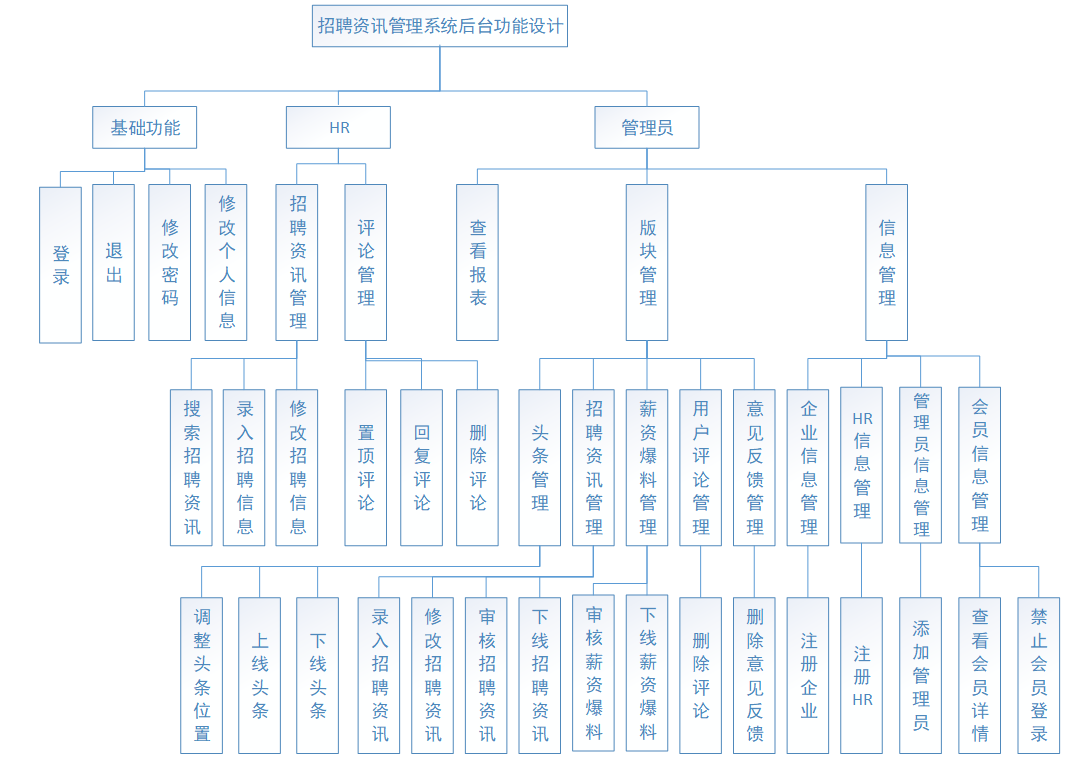 招聘资讯管理系统后台功能设计
基础功能
HR
管理员
登录
退出
修改密码
修改个人信息
招聘资讯管理
评论管理
查看报表
版块管理
信息管理
搜索招聘资讯
录入招聘信息
修改招聘信息
置顶评论
回复评论
删除评论
头条管理
招聘资讯管理
薪资爆料管理
用户评论管理
意见反馈管理
企业信息管理
HR信息管理
管理员信息管理
会员信息管理
调整头条位置
上线头条
下线头条
录入招聘资讯
修改招聘资讯
审核招聘资讯
下线招聘资讯
审核薪资爆料
下线薪资爆料
删除评论
删除意见反馈
注册企业
注册HR
添加管理员
查看会员详情
禁止会员登录